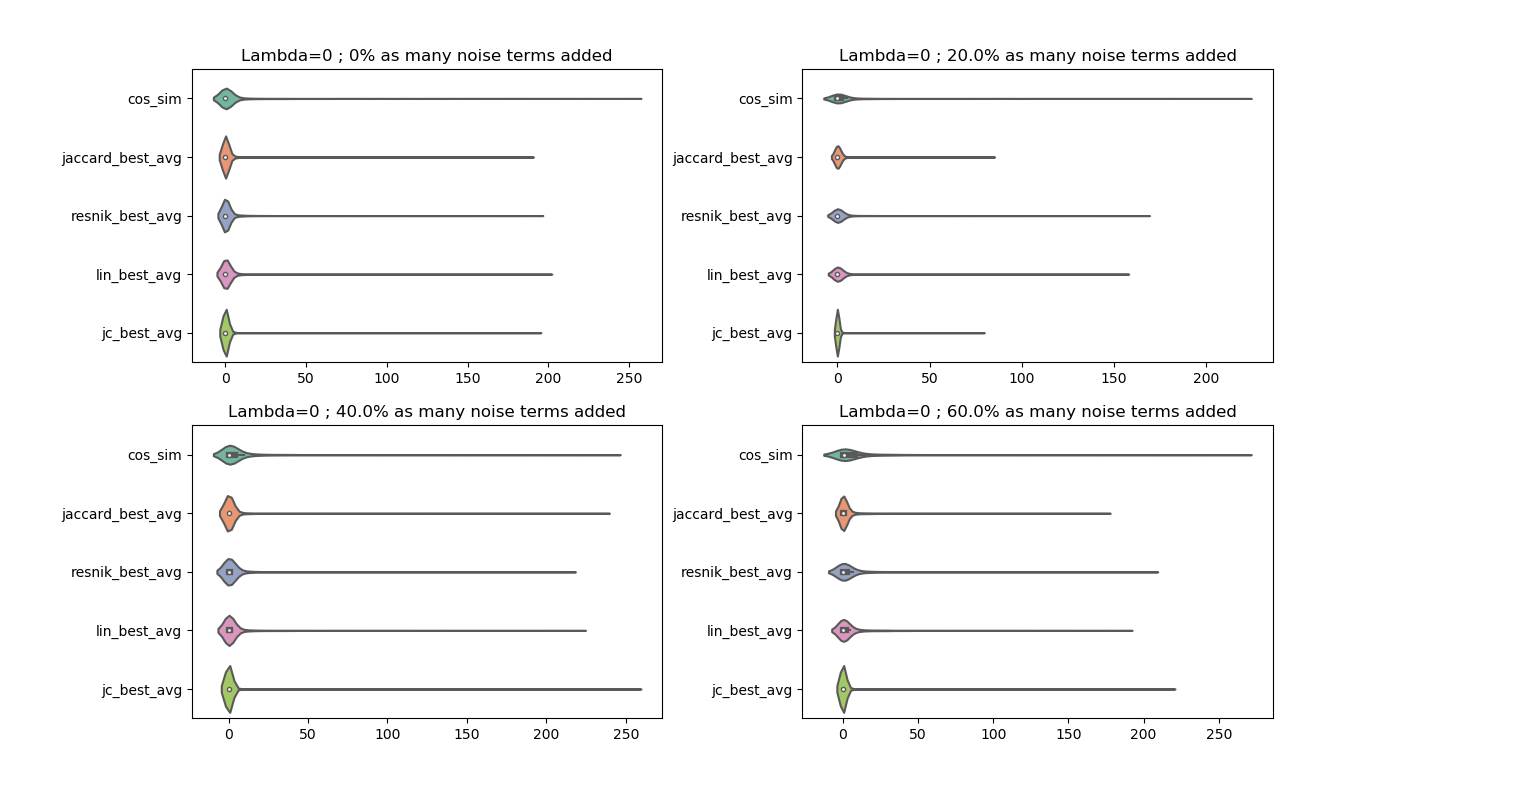 Lambda=0 ; 0% as many noise terms added
cos_sim
jaccard_best_avg
resnik_best_avg
lin_best_avg
jc_best_avg
0 50 100 150 200 250
Lambda=0 ; 20.0% as many noise terms added
cos_sim
jaccard_best_avg
resnik_best_avg
lin_best_avg
jc_best_avg
0 50 100 150 200
Lambda=0 ; 40.0% as many noise terms added
cos_sim
jaccard_best_avg
resnik_best_avg
lin_best_avg
jc_best_avg
0 50 100 150 200 250
Lambda=0 ; 60.0% as many noise terms added
cos_sim
jaccard_best_avg
resnik_best_avg
lin_best_avg
jc_best_avg
0 50 100 150 200 250